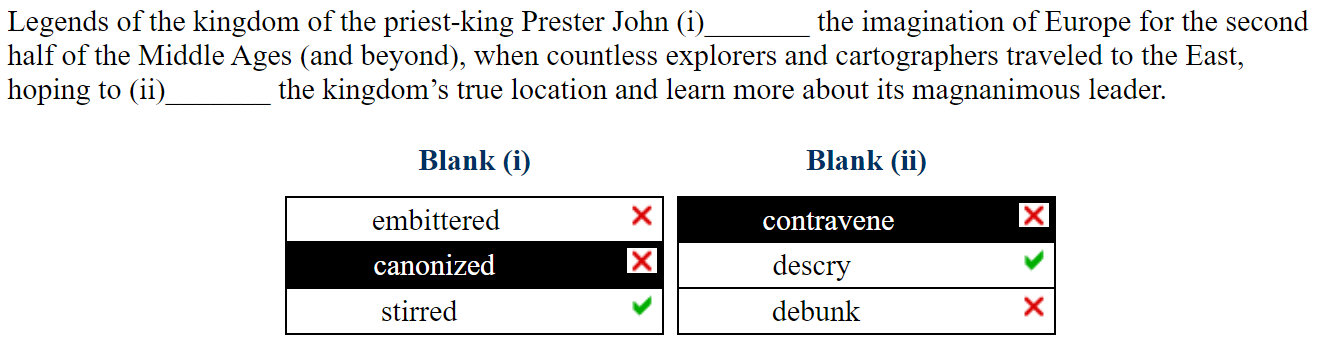 Legends of the kingdom of the priest-king Prester John (i)________ the imagination of Europe for the second
half of the Middle Ages (and beyond), when countless explorers and cartographers traveled to the East,
hoping to (ii)________ the kingdom’s true location and learn more about its magnanimous leader.
Blank (i) Blank (ii)
embittered contravene
canonized descry
stirred debunk